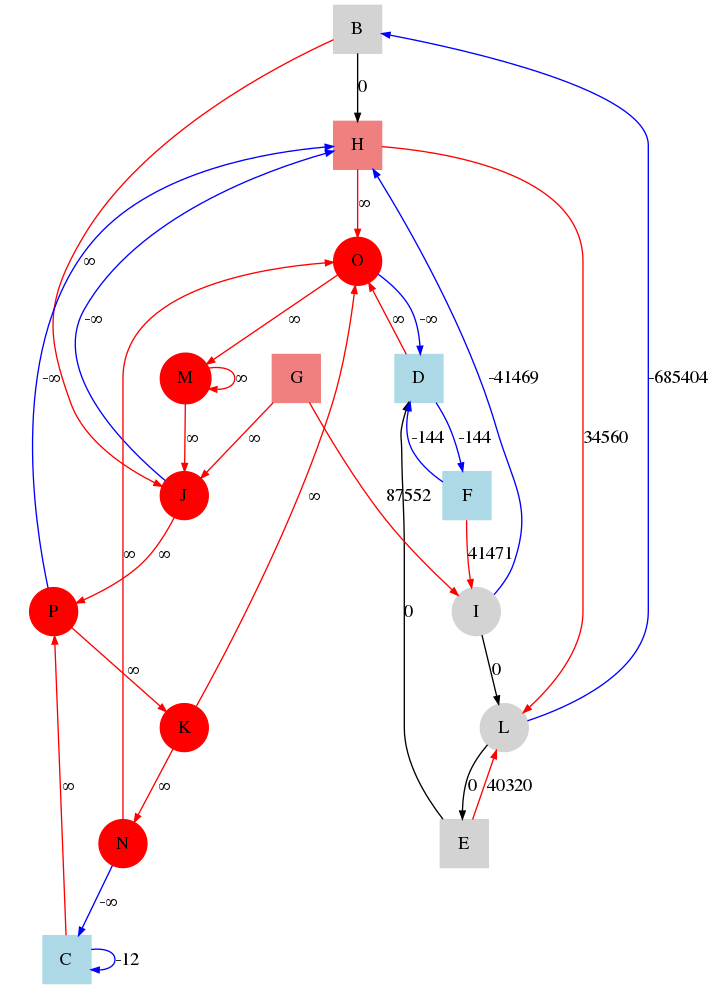 B
0
H
∞
O
∞
-∞
∞
∞
-∞
M
∞
G
D
-∞
-41469
-685404
∞
∞
-144
-144
34560
J
F
87552
∞
∞
41471
P
I
0
∞
0
K
L
∞
∞
0
40320
N
E
-∞
C
-12
∞